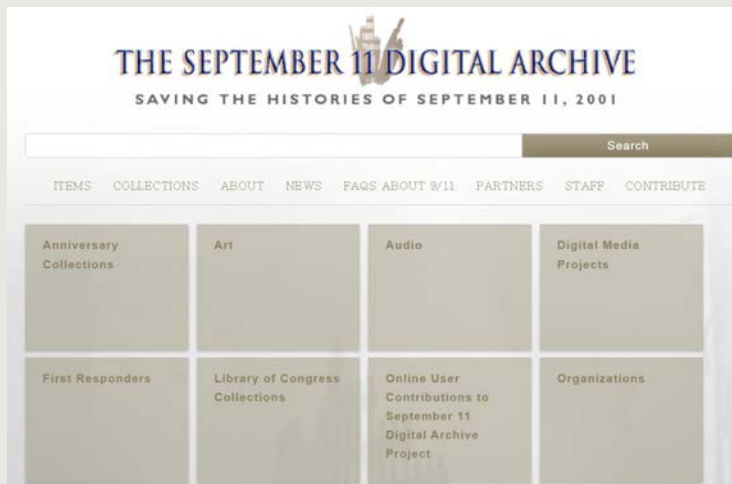 THE SEPTEMBER 11 DIGITAL ARCHIVE
SAVING THE HISTORIES OF SEPTEMBER 11, 2001
Search
ITEMS COLLECTIONS ABOUT NEWS FAQS ABOUT 9/11 PARTNERS STAFF CONTRIBUTE
Anniversary
Collections
Art
Audio
Digital Media
Projects
First Responders
Library of Congress
Collections
Online User
Contributions to
September 11
Digital Archive
Project
Organizations